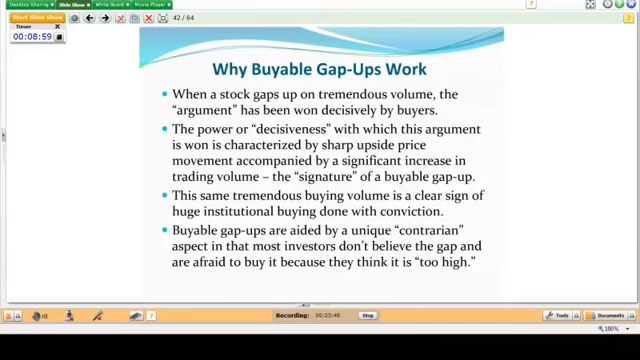 Desktop Sharing
Slide Show
White Board
Movie Player
Start Slide Show
42 / 64
Timer
00:08:59
Why Buyable Gap-Ups Work
When a stock gaps up on tremendous volume, the
“argument” has been won decisively by buyers.
The power or “decisiveness” with which this argument
is won is characterized by sharp upside price
movement accompanied by a significant increase in
trading volume – the “signature” of a buyable gap-up.
This same tremendous buying volume is a clear sign of
huge institutional buying done with conviction.
Buyable gap-ups are aided by a unique “contrarian”
aspect in that most investors don’t believe the gap and
are afraid to buy it because they think it is “too high.”
Recording:
00:23:46
Stop
Tools
Documents
100%